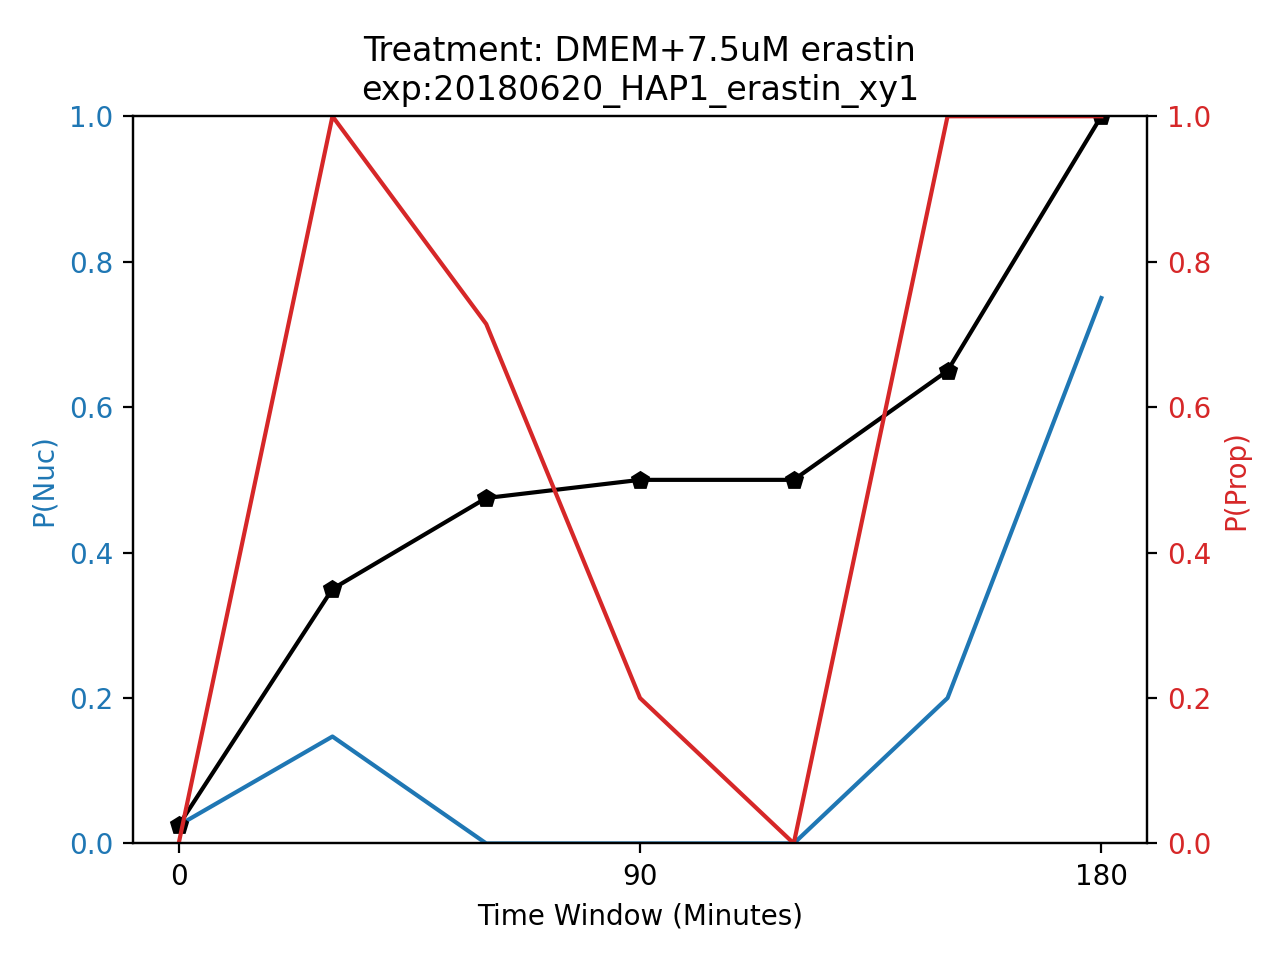 Treatment: DMEM+7.5uM erastin
exp:20180620_HAP1_erastin_xy1
1.0
0.8
0.6
0.4
0.2
0.0
P(Nuc)
1.0
0.8
0.6
0.4
0.2
0.0
P(Prop)
0 90 180
Time Window (Minutes)